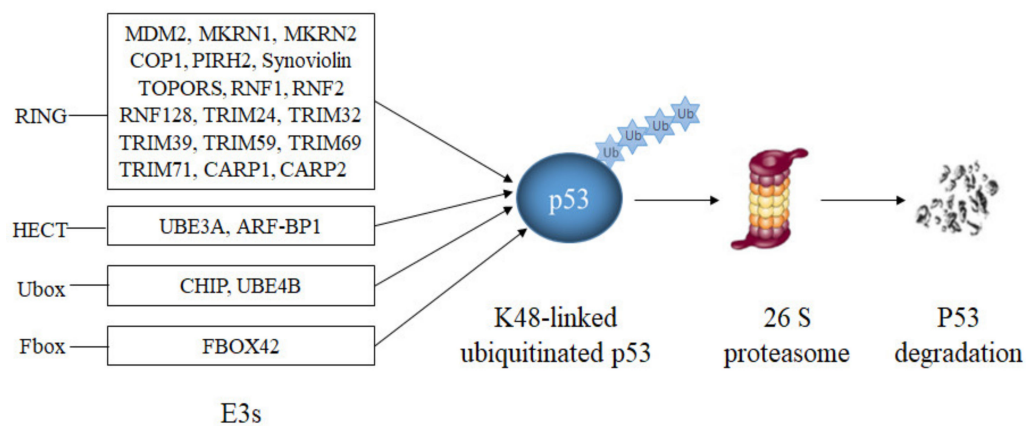 RING
MDM2, MKRN1, MKRN2
COP1, PIRH2, Synoviolin
TOPORS, RNF1, RNF2
RNF128, TRIM24, TRIM32
TRIM39, TRIM59, TRIM69
TRIM71, CARP1, CARP2
HECT
UBE3A, ARF-BP1
Ubox
CHIP, UBE4B
Fbox
FBOX42
E3s
p53
Ub
Ub
Ub
Ub
K48-linked
ubiquitinated p53
26 S
proteasome
P53
degradation